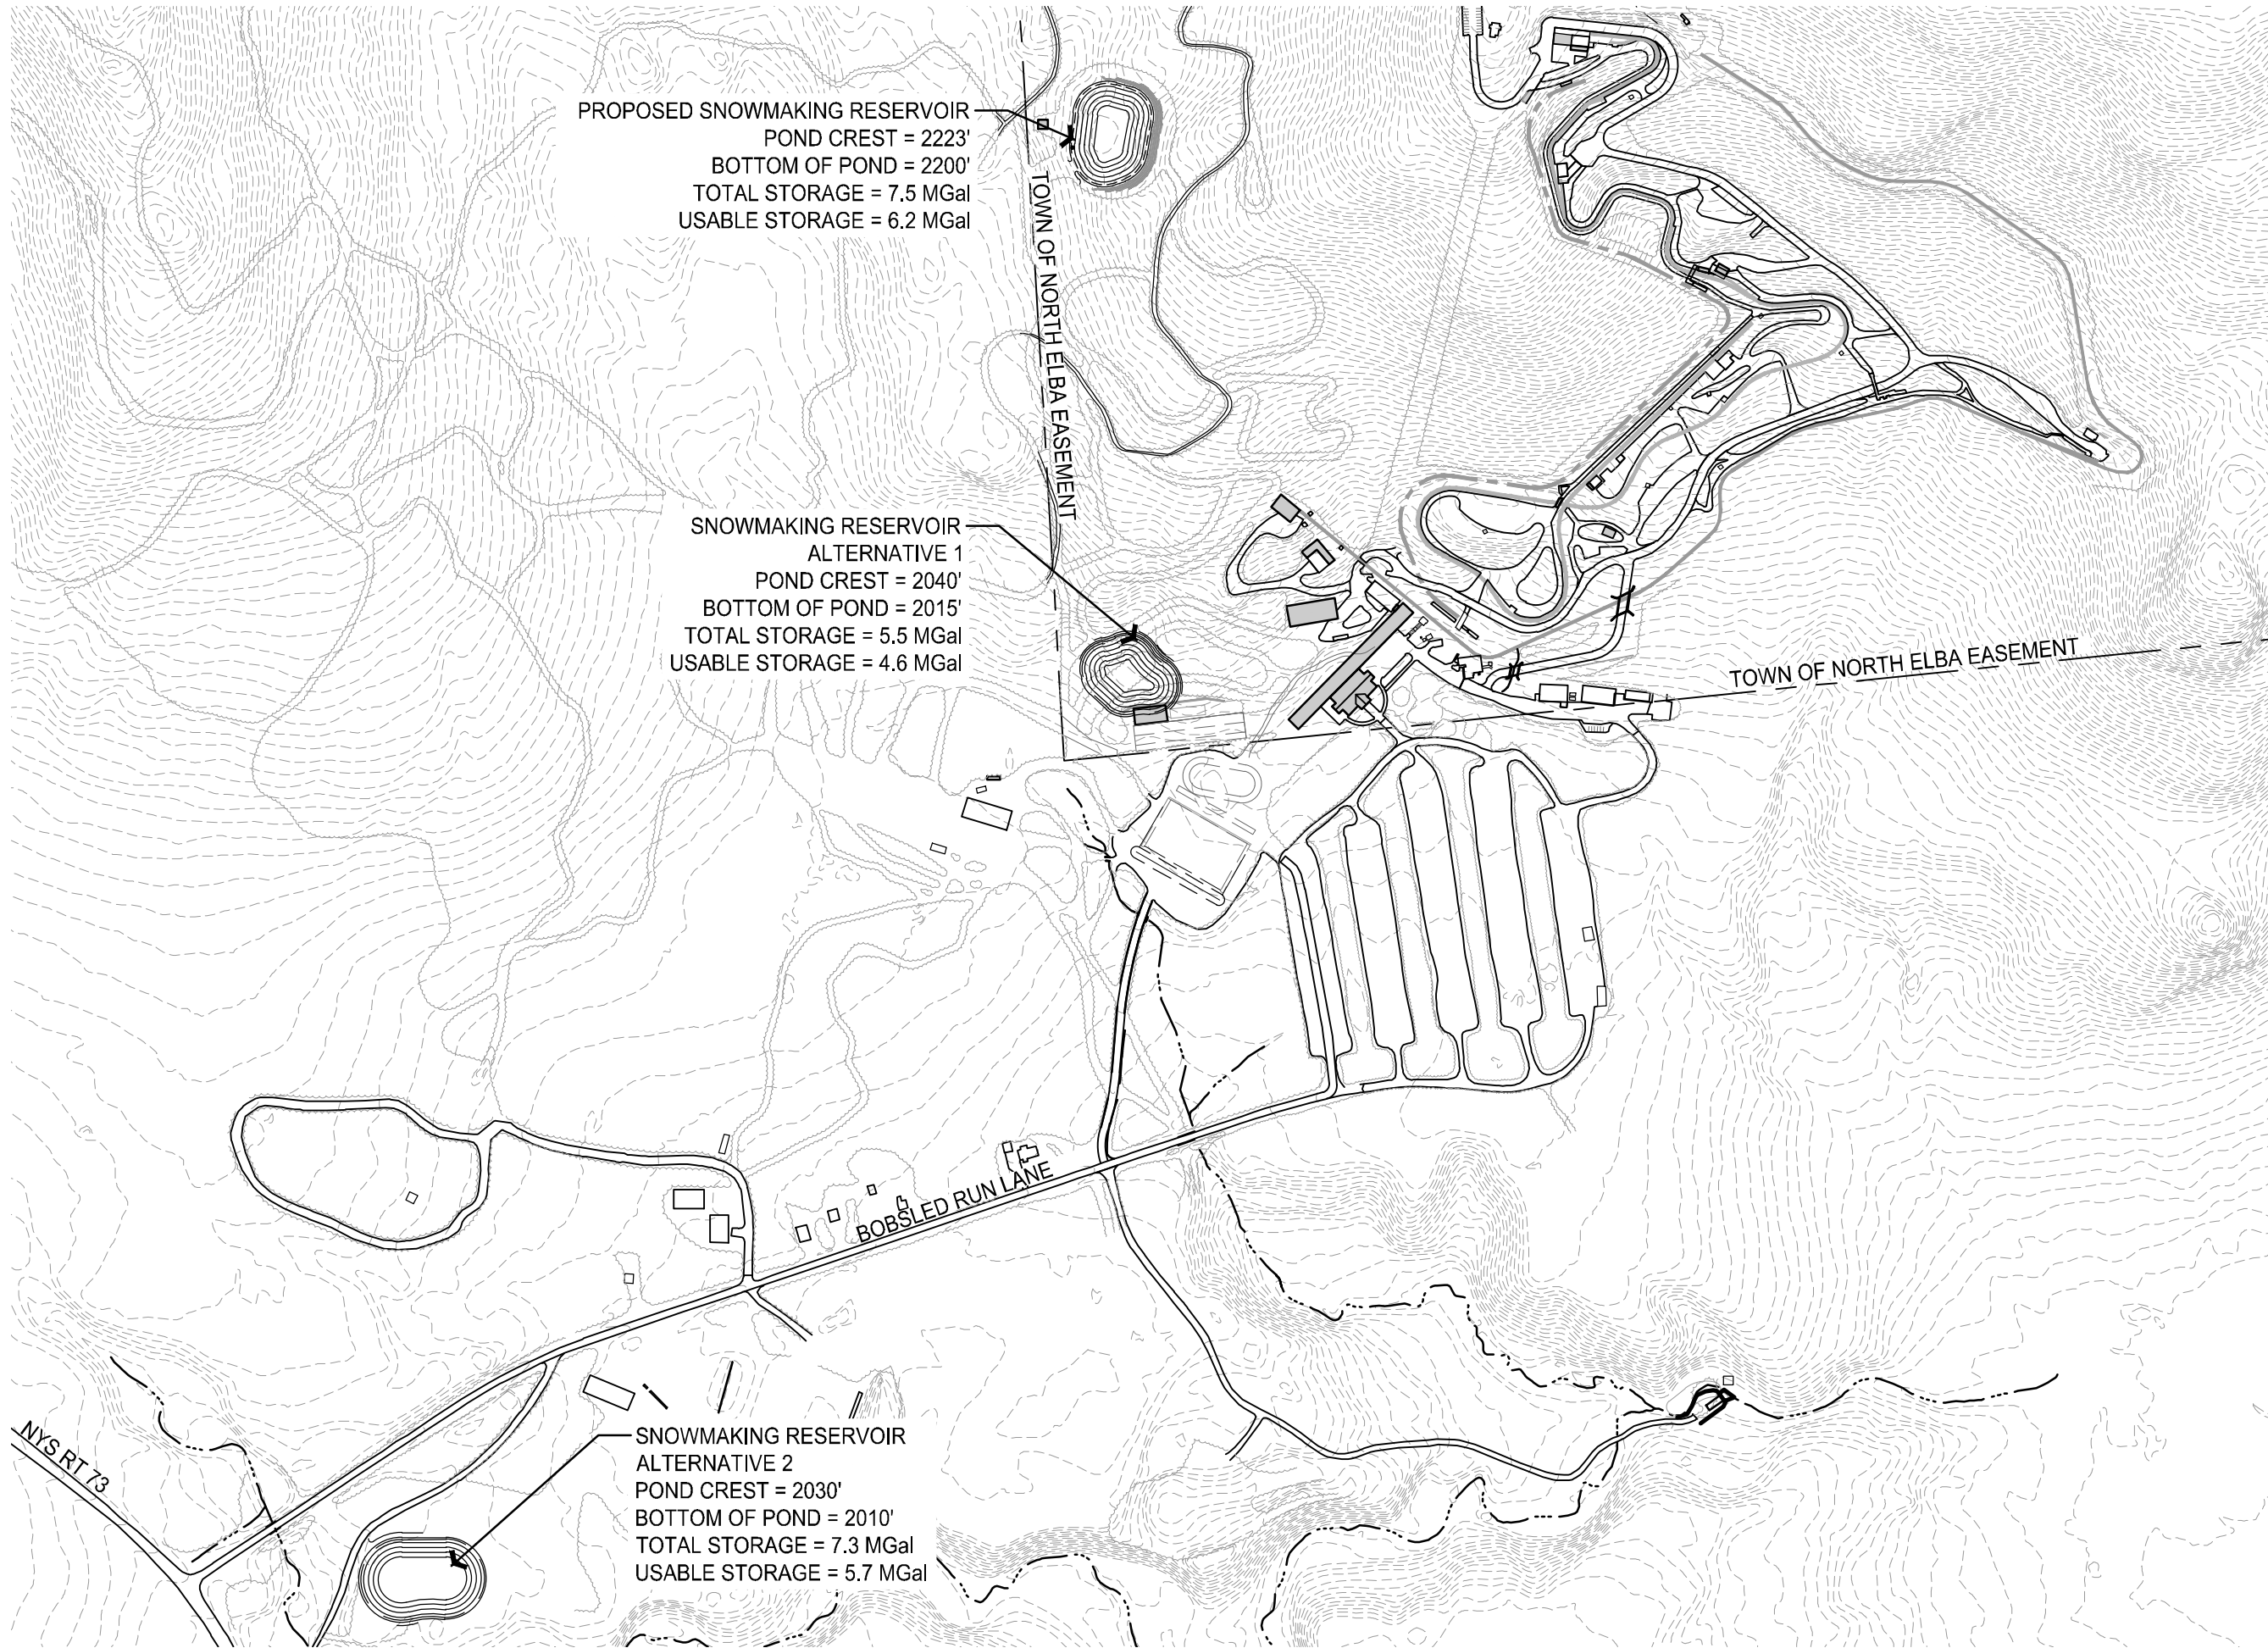 PROPOSED SNOWMAKING RESERVOIR
POND CREST = 2223'
BOTTOM OF POND = 2200'
TOTAL STORAGE = 7.5 MGal
USABLE STORAGE = 6.2 MGal
TOWN OF NORTH ELBA EASEMENT
SNOWMAKING RESERVOIR
ALTERNATIVE 1
POND CREST = 2040'
BOTTOM OF POND = 2015'
TOTAL STORAGE = 5.5 MGal
USABLE STORAGE = 4.6 MGal
TOWN OF NORTH ELBA EASEMENT
BOBSLED RUN LANE
NYS RT 73
SNOWMAKING RESERVOIR
ALTERNATIVE 2
POND CREST = 2030'
BOTTOM OF POND = 2010'
TOTAL STORAGE = 7.3 MGal
USABLE STORAGE = 5.7 MGal